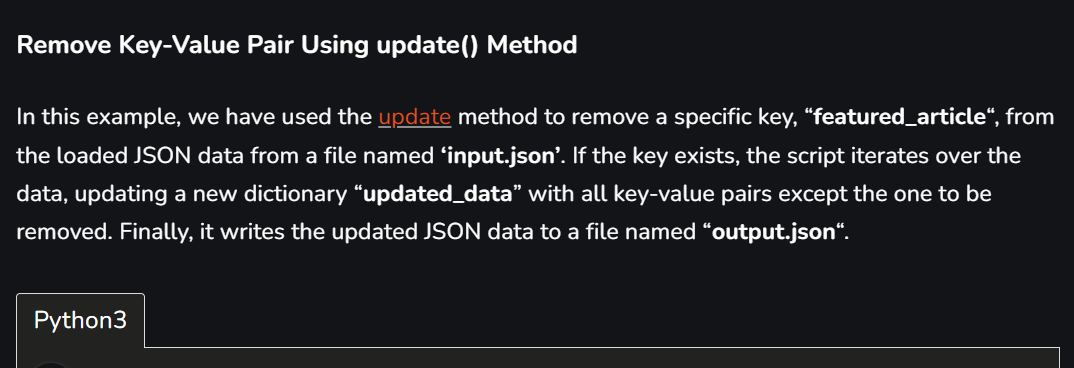 Remove Key-Value Pair Using update() Method
In this example, we have used the update method to remove a specific key, “featured_article“, from
the loaded JSON data from a file named ‘input.json’. If the key exists, the script iterates over the
data, updating a new dictionary “updated_data” with all key-value pairs except the one to be
removed. Finally, it writes the updated JSON data to a file named “output.json“.
Python3